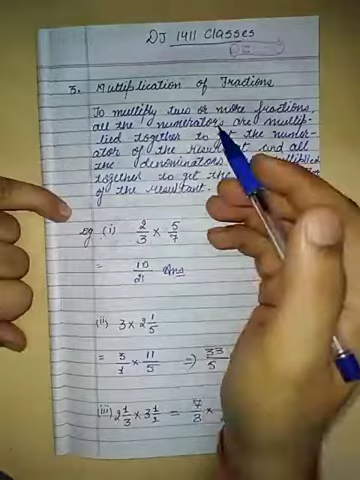 DJ 1411 Classes
3. Multiplication of Fractions
To multiply two or more fractions,
all the numerators are multip-
lied together to get the numer-
ator of the resultant and all
the denominators multiplied
together to get the
of the resultant.
eg (i) 2/3 × 5/7
= 10/21 Ans
(ii) 3 × 2 1/5
= 3/1 × 11/5 ⇒ 33/5
(iii) 2 1/3 × 3 1/2 = 7/3 ×